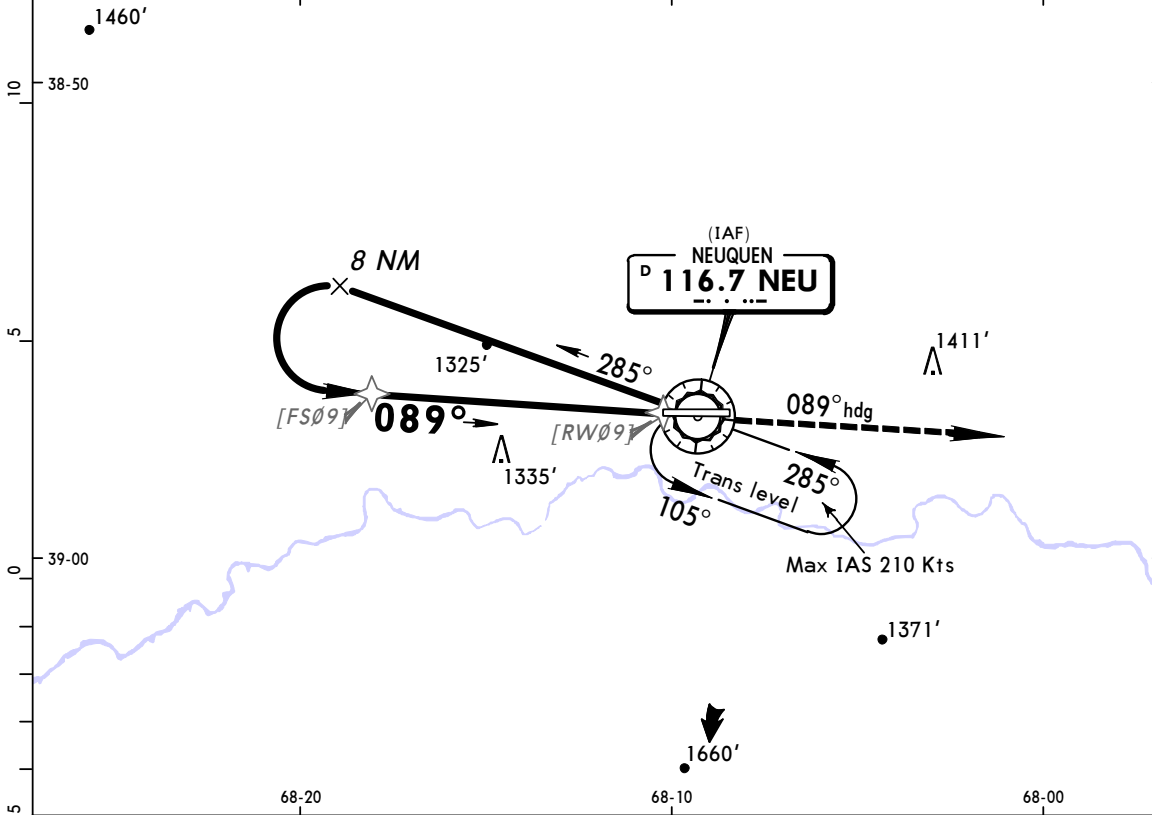 1460'
10
38-50
(IAF)
NEUQUEN
D 116.7 NEU
8 NM
5
1325'
285°
1411'
[FSØ9]
089°
[RWØ9]
089°hdg
1335'
Trans level
285°
105°
39-00
0
Max IAS 210 Kts
1371'
1660'
5
68-20
68-10
68-00